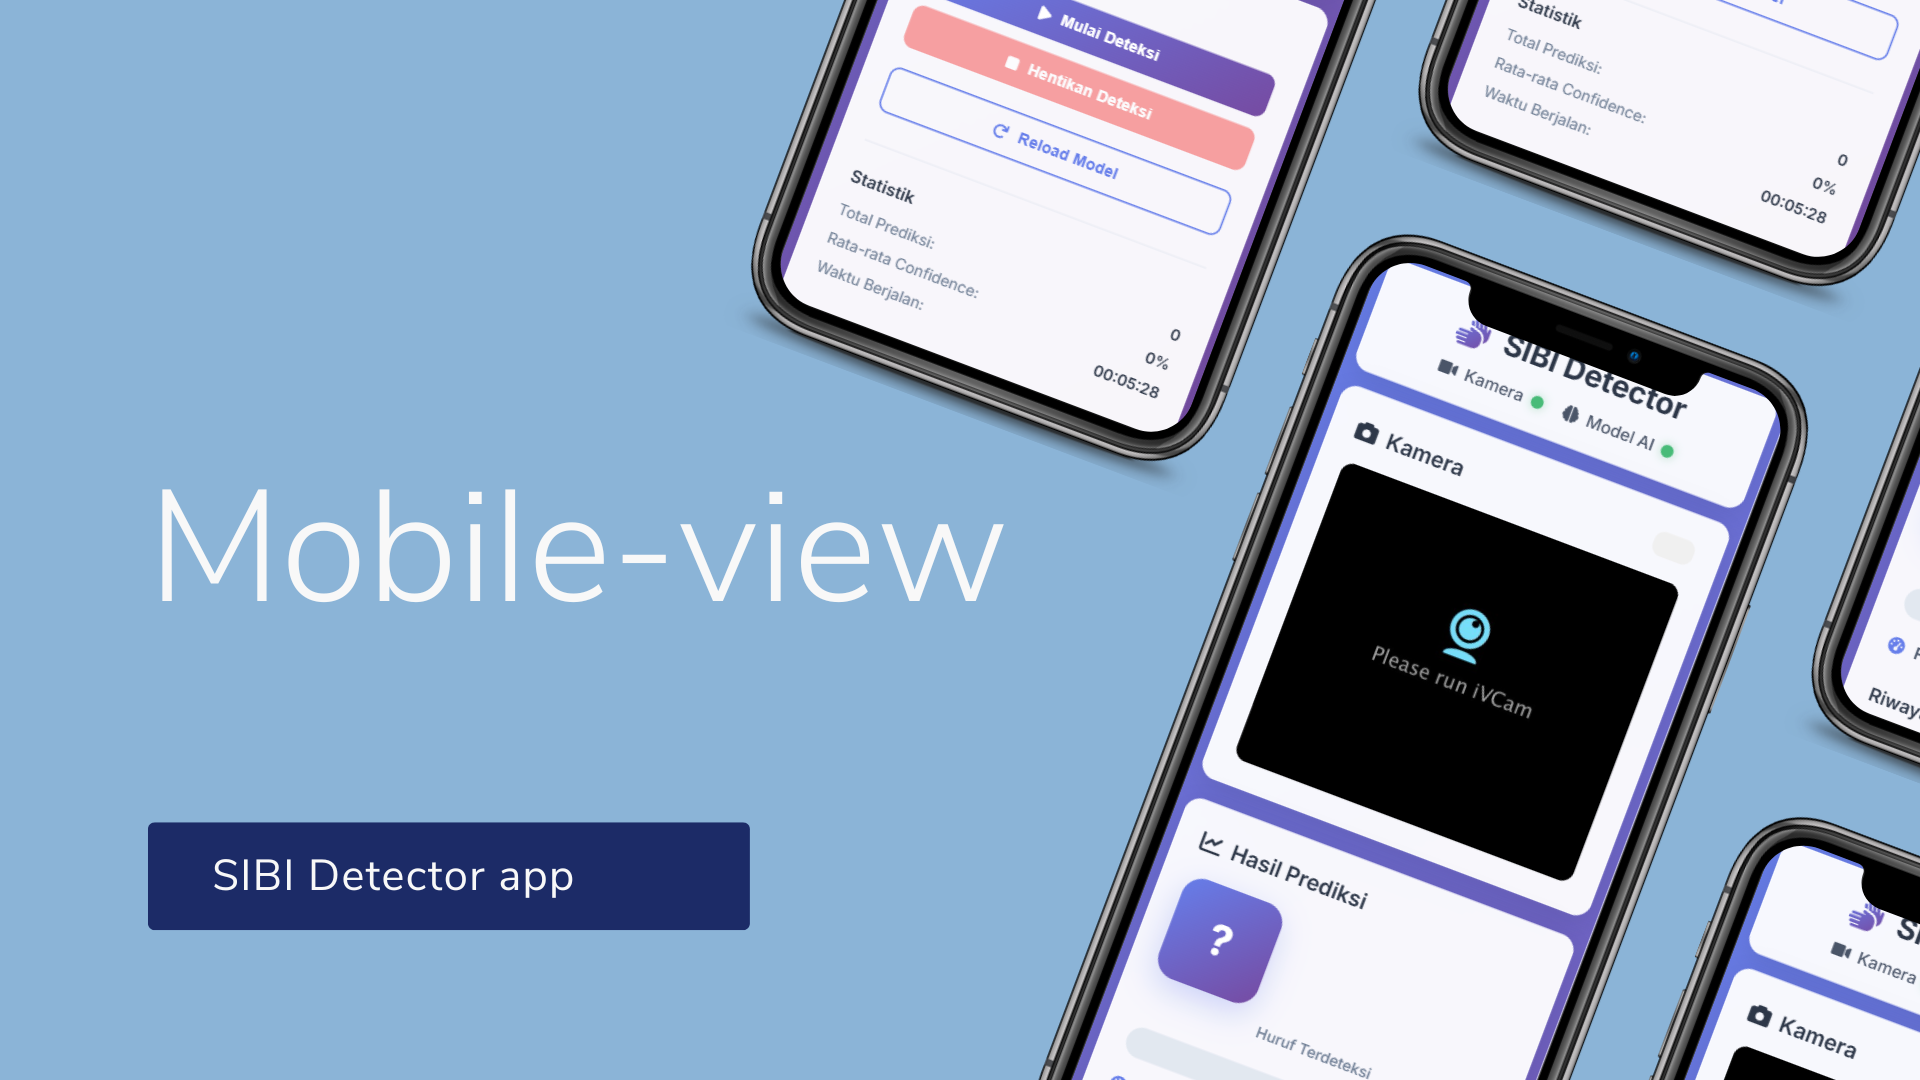 Mobile-view
SIBI Detector app
Mulai Deteksi
Hentikan Deteksi
Reload Model
Statistik
Total Prediksi:
Rata-rata Confidence:
Waktu Berjalan:
0
0%
00:05:28
Statistik
Total Prediksi:
Rata-rata Confidence:
Waktu Berjalan:
0
0%
00:05:28
SIBI Detector
Kamera
Model AI
Kamera
Please run iVCam
Hasil Prediksi
?
Huruf Terdeteksi
Kamera
Kamera